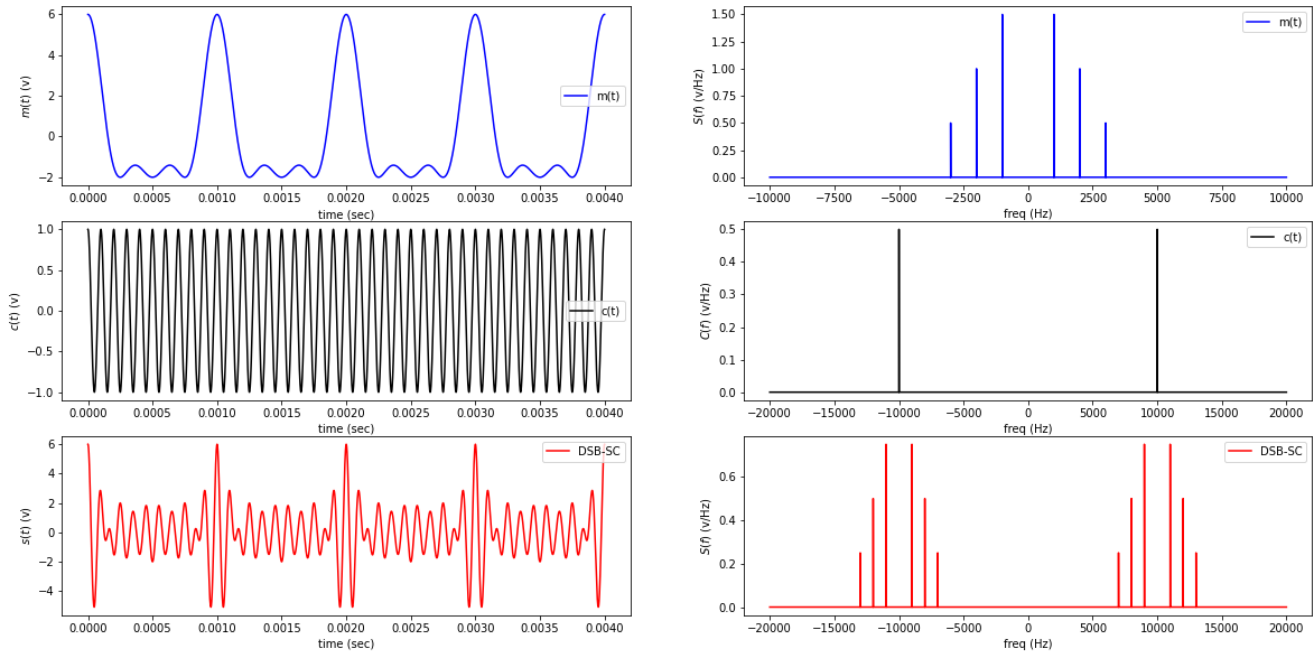 6
4
2
0
−2
m(t) (v)
m(t)
0.0000 0.0005 0.0010 0.0015 0.0020 0.0025 0.0030 0.0035 0.0040
time (sec)
1.50
1.25
1.00
0.75
0.50
0.25
0.00
S(f) (v/Hz)
m(t)
−10000 −7500 −5000 −2500 0 2500 5000 7500 10000
freq (Hz)
1.0
0.5
0.0
−0.5
−1.0
c(t) (v)
c(t)
0.0000 0.0005 0.0010 0.0015 0.0020 0.0025 0.0030 0.0035 0.0040
time (sec)
0.5
0.4
0.3
0.2
0.1
0.0
C(f) (v/Hz)
c(t)
−20000 −15000 −10000 −5000 0 5000 10000 15000 20000
freq (Hz)
6
4
2
0
−2
−4
s(t) (v)
DSB-SC
0.0000 0.0005 0.0010 0.0015 0.0020 0.0025 0.0030 0.0035 0.0040
time (sec)
0.6
0.4
0.2
0.0
S(f) (v/Hz)
DSB-SC
−20000 −15000 −10000 −5000 0 5000 10000 15000 20000
freq (Hz)